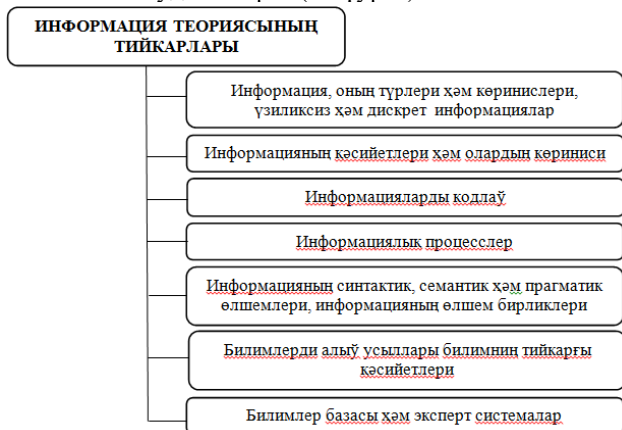 ИНФОРМАЦИЯ ТЕОРИЯСЫНЫҢ
ТИЙКАРЛАРЫ
Информация, оның түрлери ҳәм көринислери,
үзиликсиз ҳәм дискрет информациялар
Информацияның қәсийетлери ҳәм олардың көриниси
Информацияларды кодлаў
Информациялық процесслер
Информацияның синтактик, семантик ҳәм прагматик
өлшемлери, информацияның өлшем бирликлери
Билимлерди алыў усыллары билимниң тийкарғы
қәсийетлери
Билимлер базасы ҳәм эксперт системалар